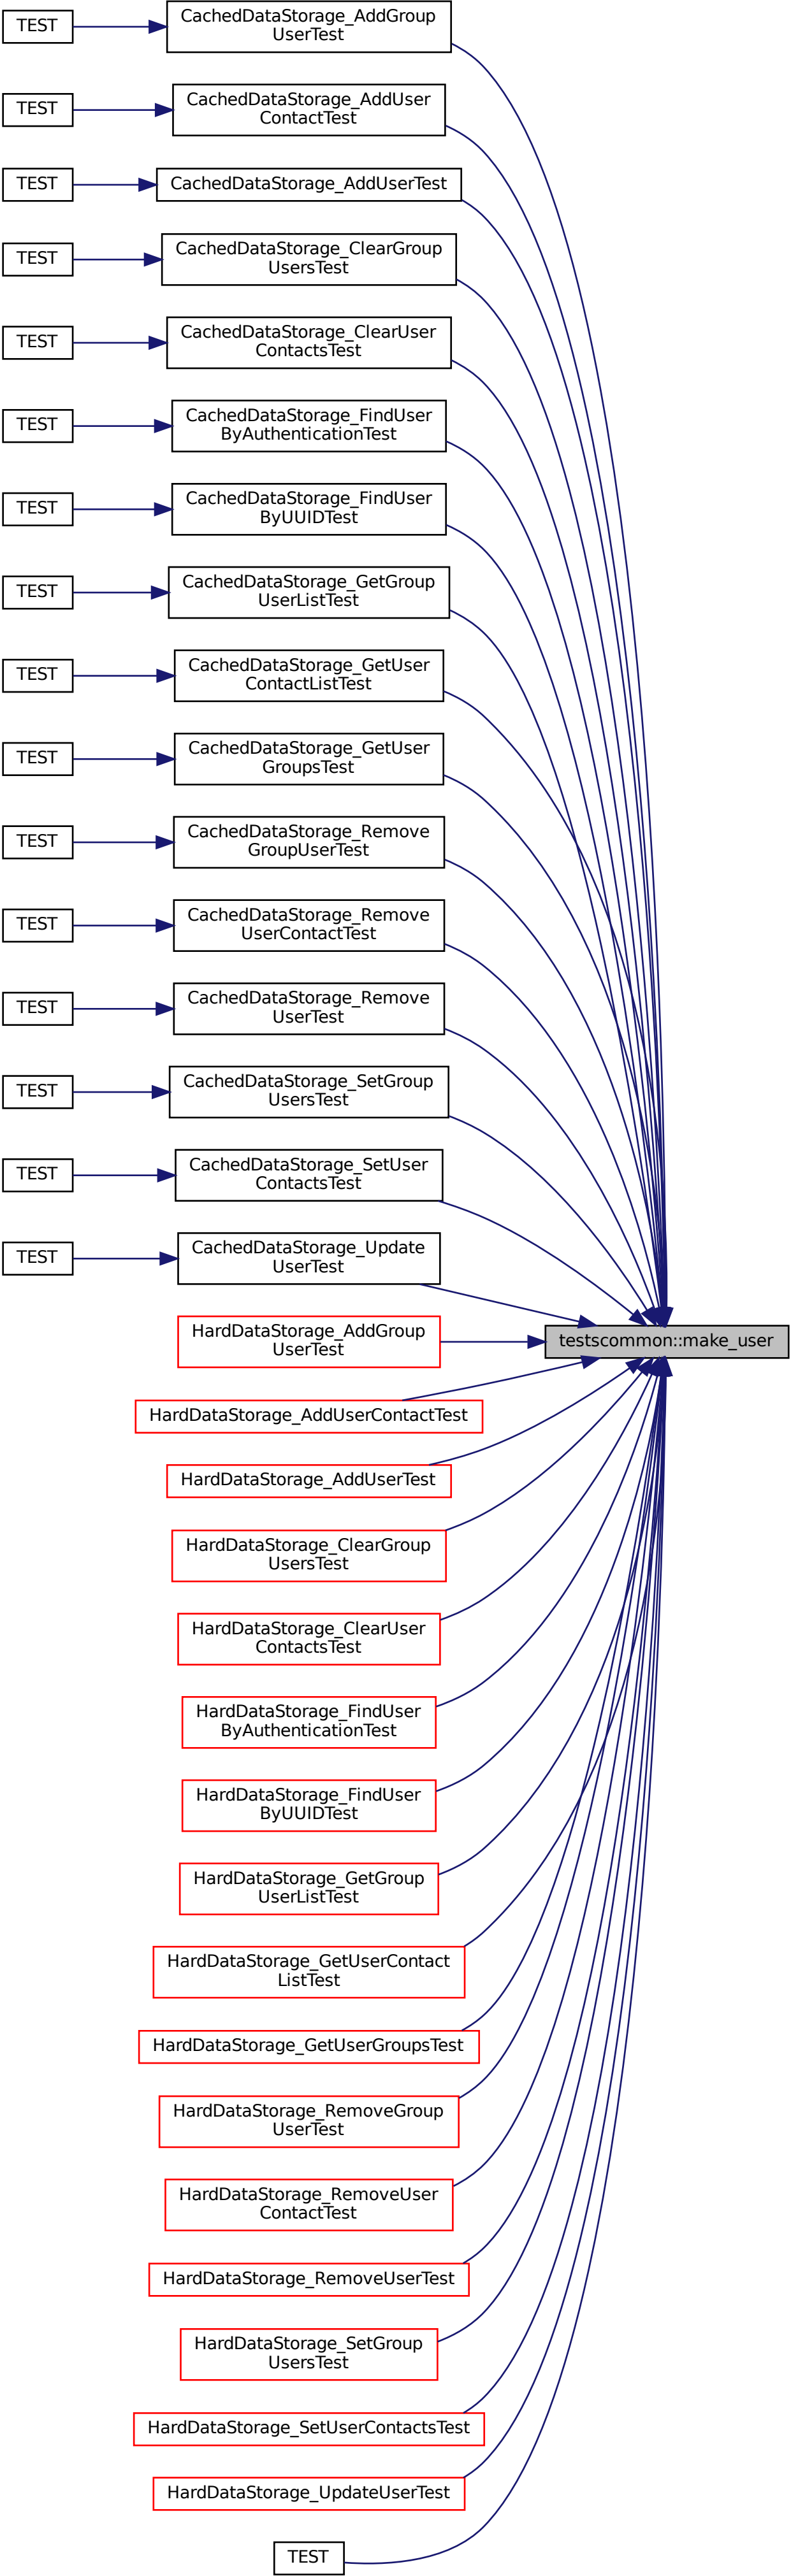 TEST
CachedDataStorage_AddGroup
UserTest
TEST
CachedDataStorage_AddUser
ContactTest
TEST
CachedDataStorage_AddUserTest
TEST
CachedDataStorage_ClearGroup
UsersTest
TEST
CachedDataStorage_ClearUser
ContactsTest
TEST
CachedDataStorage_FindUser
ByAuthenticationTest
TEST
CachedDataStorage_FindUser
ByUUIDTest
TEST
CachedDataStorage_GetGroup
UserListTest
TEST
CachedDataStorage_GetUser
ContactListTest
TEST
CachedDataStorage_GetUser
GroupsTest
TEST
CachedDataStorage_Remove
GroupUserTest
TEST
CachedDataStorage_Remove
UserContactTest
TEST
CachedDataStorage_Remove
UserTest
TEST
CachedDataStorage_SetGroup
UsersTest
TEST
CachedDataStorage_SetUser
ContactsTest
TEST
CachedDataStorage_Update
UserTest
HardDataStorage_AddGroup
UserTest
testscommon::make_user
HardDataStorage_AddUserContactTest
HardDataStorage_AddUserTest
HardDataStorage_ClearGroup
UsersTest
HardDataStorage_ClearUser
ContactsTest
HardDataStorage_FindUser
ByAuthenticationTest
HardDataStorage_FindUser
ByUUIDTest
HardDataStorage_GetGroup
UserListTest
HardDataStorage_GetUserContact
ListTest
HardDataStorage_GetUserGroupsTest
HardDataStorage_RemoveGroup
UserTest
HardDataStorage_RemoveUser
ContactTest
HardDataStorage_RemoveUserTest
HardDataStorage_SetGroup
UsersTest
HardDataStorage_SetUserContactsTest
HardDataStorage_UpdateUserTest
TEST